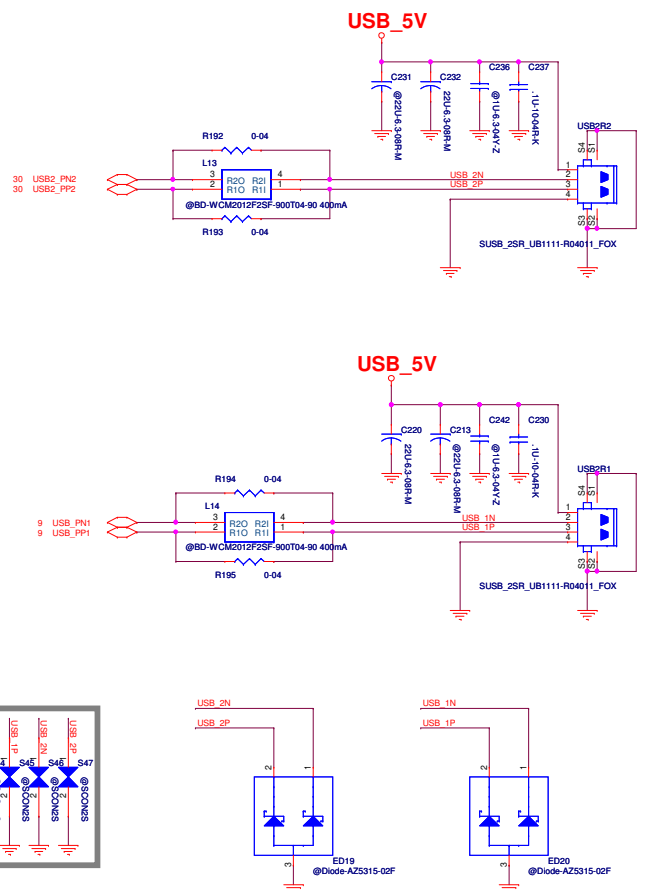 USB_5V
C231
C232
C236
C237
@22U-6.3-08R-M
22U-6.3-08R-M
@1U-6.3-04Y-Z
.1U-10-04R-K
USB2R2
R192 0-04
L13
30 USB2_PN2
30 USB2_PP2
3 R2O R2I 4
2 R1O R1I 1
@BD-WCM2012F2SF-900T04-90 400mA
R193 0-04
USB_2N
USB_2P
1
2
3
4
S4
S1
S3
S2
SUSB_2SR_UB1111-R04011_FOX
USB_5V
C220
C213
C242
C230
22U-6.3-08R-M
@22U-6.3-08R-M
@1U-6.3-04Y-Z
.1U-10-04R-K
USB2R1
R194 0-04
L14
9 USB_PN1
9 USB_PP1
3 R2O R2I 4
2 R1O R1I 1
@BD-WCM2012F2SF-900T04-90 400mA
R195 0-04
USB_1N
USB_1P
1
2
3
4
S4
S1
S3
S2
SUSB_2SR_UB1111-R04011_FOX
USB_1P
USB_2N
USB_2P
4
S45
S46
S47
@SCON2S
@SCON2S
@SCON2S
2
2
2
USB_2N
USB_2P
2
1
3
ED19
@Diode-AZ5315-02F
USB_1N
USB_1P
2
1
3
ED20
@Diode-AZ5315-02F